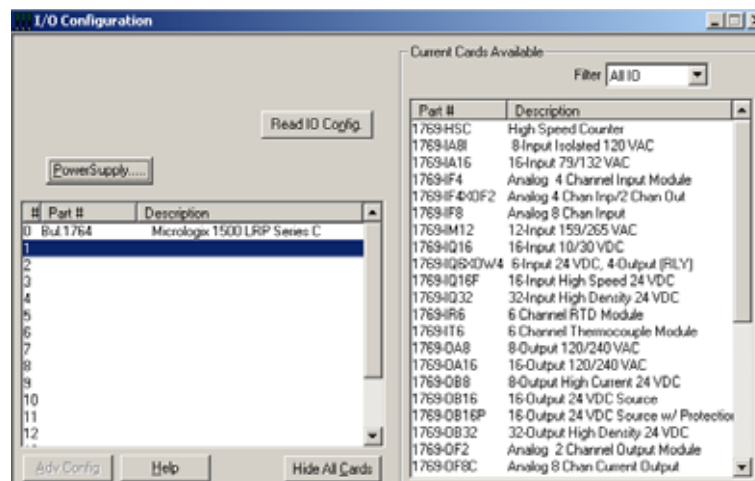 I/O Configuration
Current Cards Available
Filter All IO
Read IO Config.
PowerSupply.....
# Part # Description
0 Bul.1764 Micrologix 1500 LRP Series C
1
2
3
4
5
6
7
8
9
10
11
12
Adv Config Help Hide All Cards
Part # Description
1769-HSC High Speed Counter
1769-IA8I 8-Input Isolated 120 VAC
1769-IA16 16-Input 79/132 VAC
1769-IF4 Analog 4 Channel Input Module
1769-IF4XOF2 Analog 4 Chan Inp/2 Chan Out
1769-IF8 Analog 8 Chan Input
1769-IM12 12-Input 159/265 VAC
1769-IQ16 16-Input 10/30 VDC
1769-IQ6XOW4 6-Input 24 VDC, 4-Output (RLY)
1769-IQ16F 16-Input High Speed 24 VDC
1769-IQ32 32-Input High Density 24 VDC
1769-IR6 6 Channel RTD Module
1769-IT6 6 Channel Thermocouple Module
1769-OA8 8-Output 120/240 VAC
1769-OA16 16-Output 120/240 VAC
1769-OB8 8-Output High Current 24 VDC
1769-OB16 16-Output 24 VDC Source
1769-OB16P 16-Output 24 VDC Source w/ Protection
1769-OB32 32-Output High Density 24 VDC
1769-OF2 Analog 2 Channel Output Module
1769-OF8C Analog 8 Chan Current Output